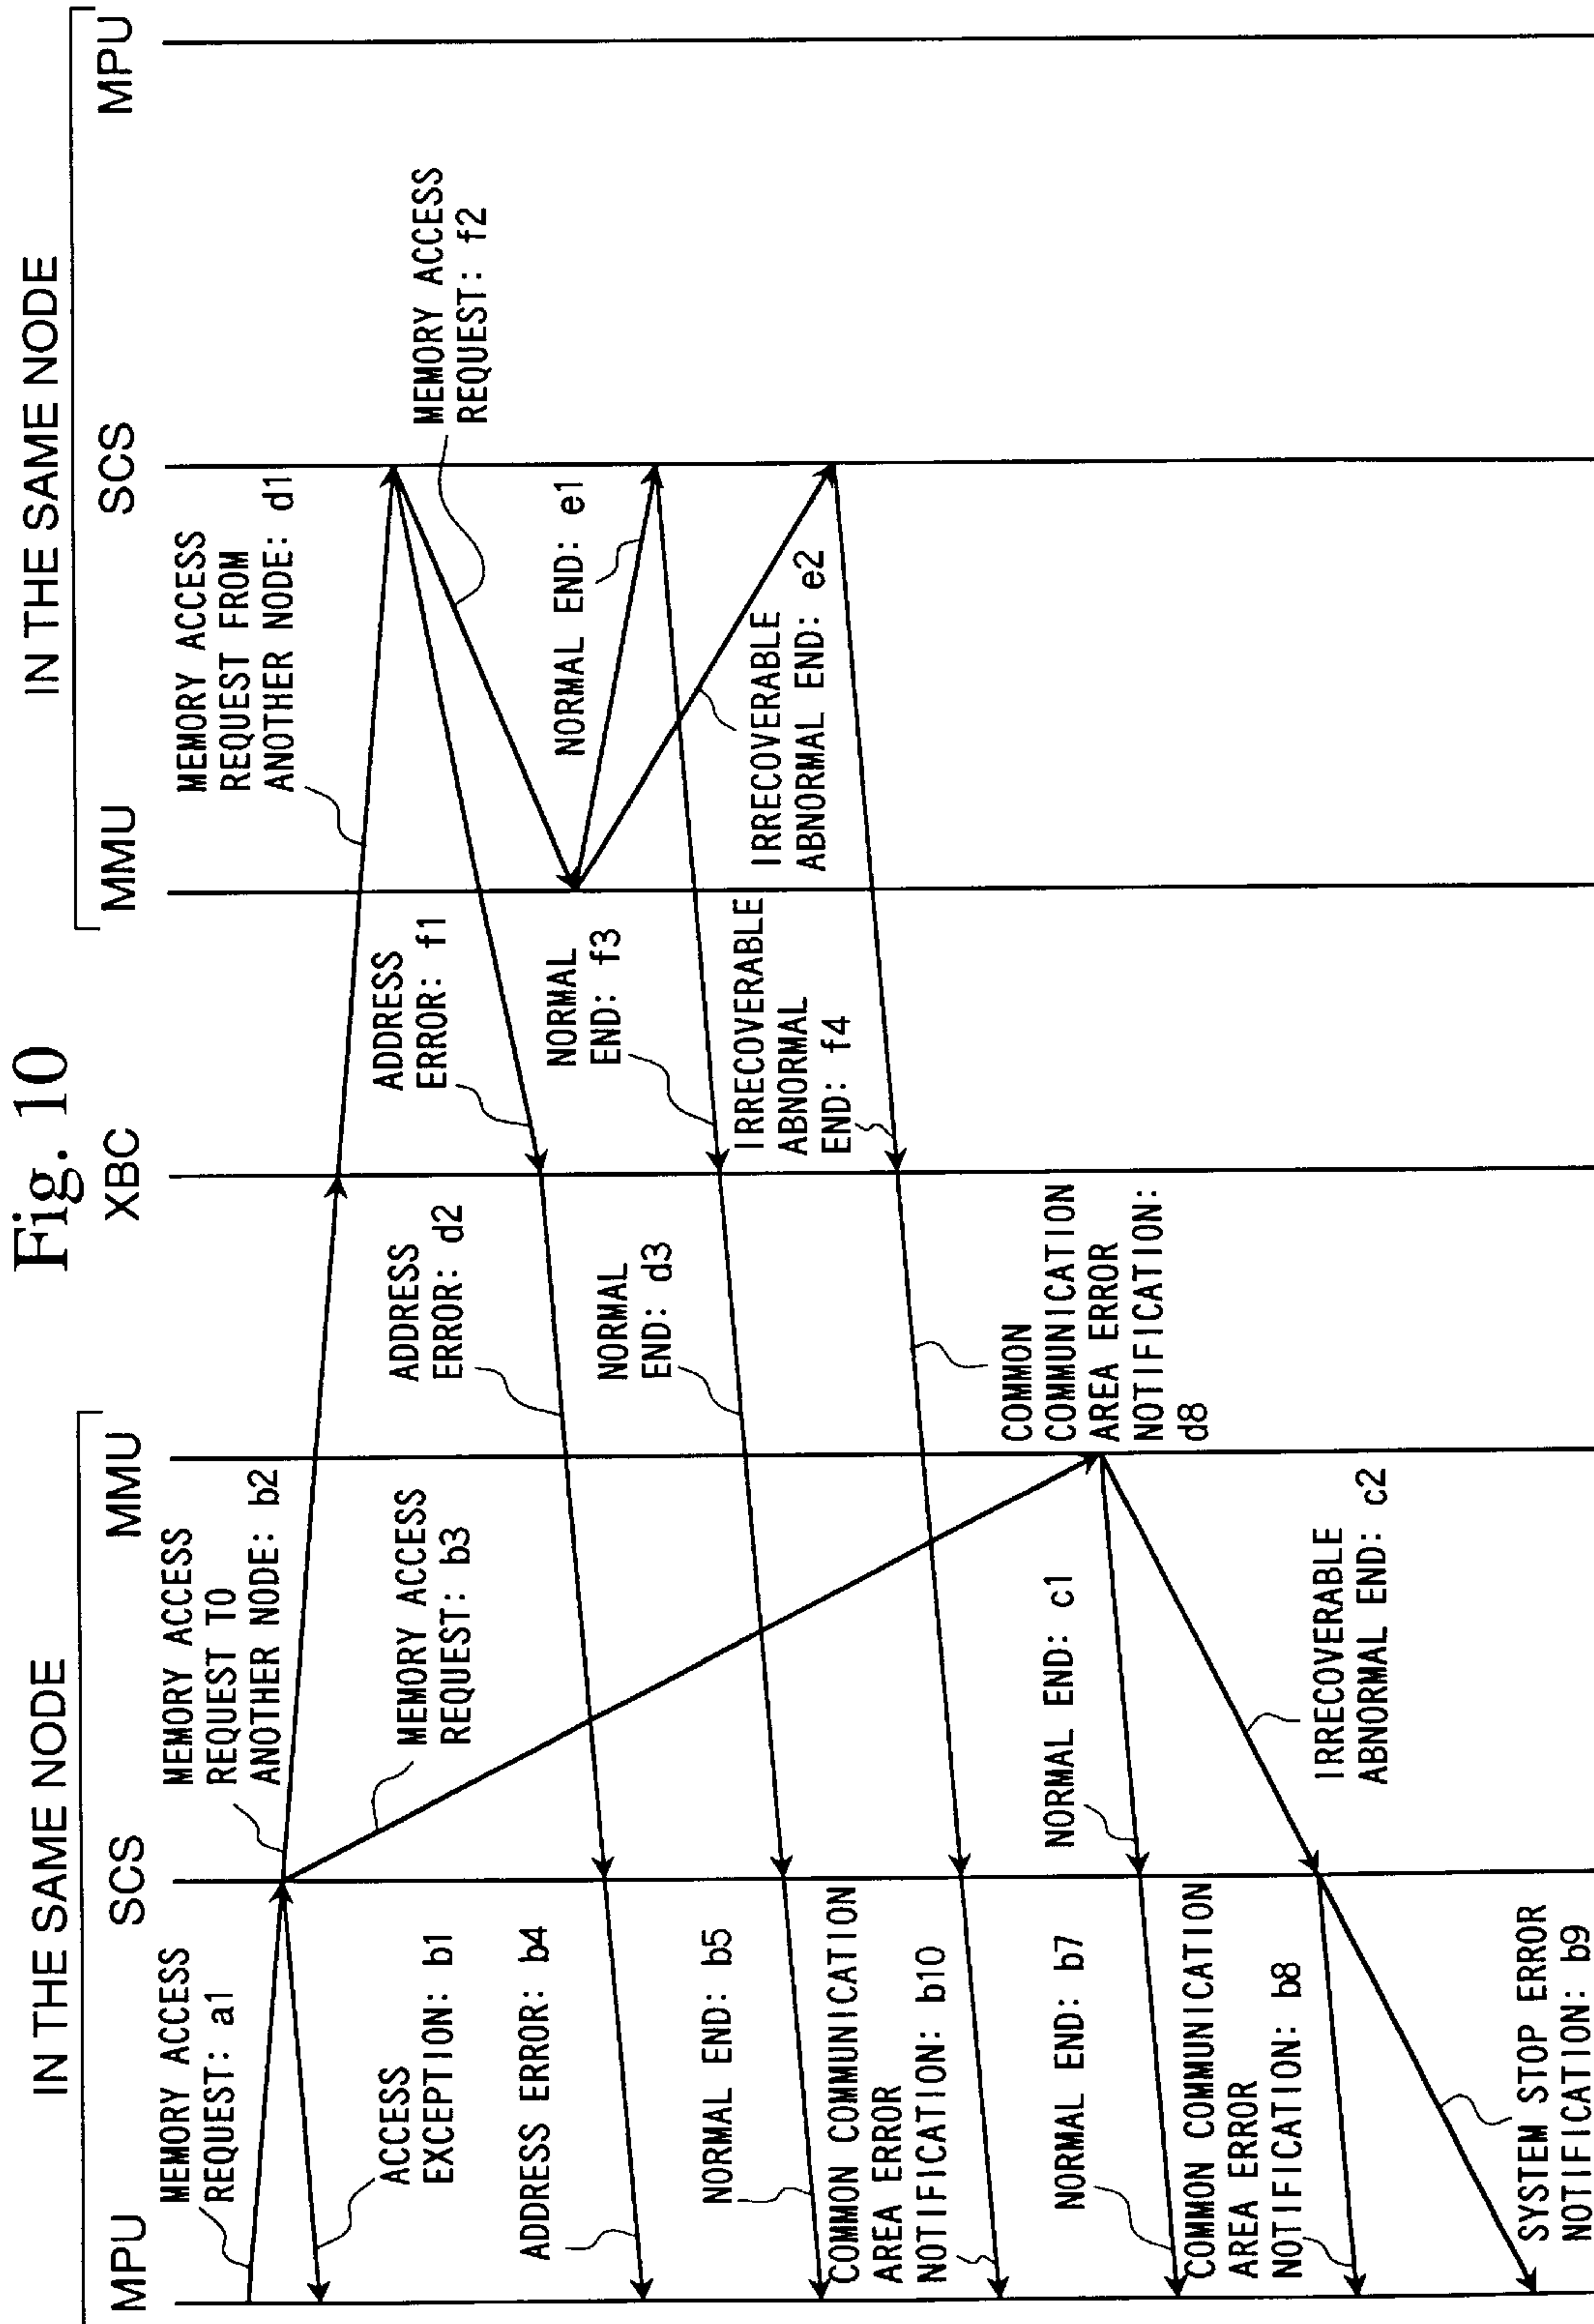 Fig. 10
IN THE SAME NODE
IN THE SAME NODE
MPU
SCS
MMU
XBC
MMU
SCS
MPU
MEMORY ACCESS
REQUEST: a1
ACCESS
EXCEPTION: b1
ADDRESS ERROR: b4
NORMAL END: b5
COMMON COMMUNICATION
AREA ERROR
NOTIFICATION: b10
NORMAL END: b7
COMMON COMMUNICATION
AREA ERROR
NOTIFICATION: b8
SYSTEM STOP ERROR
NOTIFICATION: b9
MEMORY ACCESS
REQUEST TO
ANOTHER NODE: b2
MEMORY ACCESS
REQUEST: b3
NORMAL END: c1
IRRECOVERABLE
ABNORMAL END: c2
ADDRESS
ERROR: d2
NORMAL
END: d3
COMMON
COMMUNICATION
AREA ERROR
NOTIFICATION:
d8
ADDRESS
ERROR: f1
NORMAL
END: f3
IRRECOVERABLE
ABNORMAL
END: f4
MEMORY ACCESS
REQUEST FROM
ANOTHER NODE: d1
NORMAL END: e1
IRRECOVERABLE
ABNORMAL END: e2
MEMORY ACCESS
REQUEST: f2